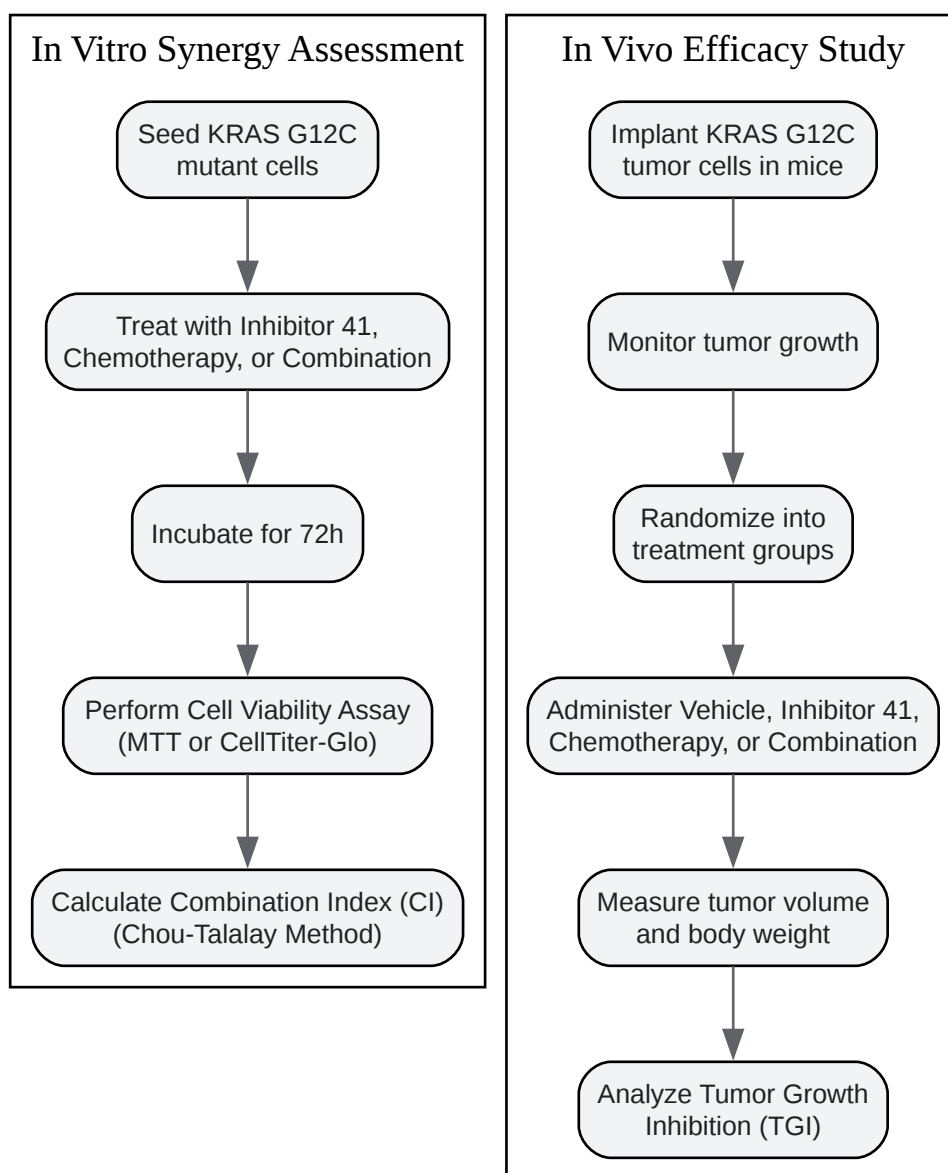 In Vitro Synergy Assessment
Seed KRAS G12C
mutant cells
Treat with Inhibitor 41,
Chemotherapy, or Combination
Incubate for 72h
Perform Cell Viability Assay
(MTT or CellTiter-Glo)
Calculate Combination Index (CI)
(Chou-Talalay Method)
In Vivo Efficacy Study
Implant KRAS G12C
tumor cells in mice
Monitor tumor growth
Randomize into
treatment groups
Administer Vehicle, Inhibitor 41,
Chemotherapy, or Combination
Measure tumor volume
and body weight
Analyze Tumor Growth
Inhibition (TGI)